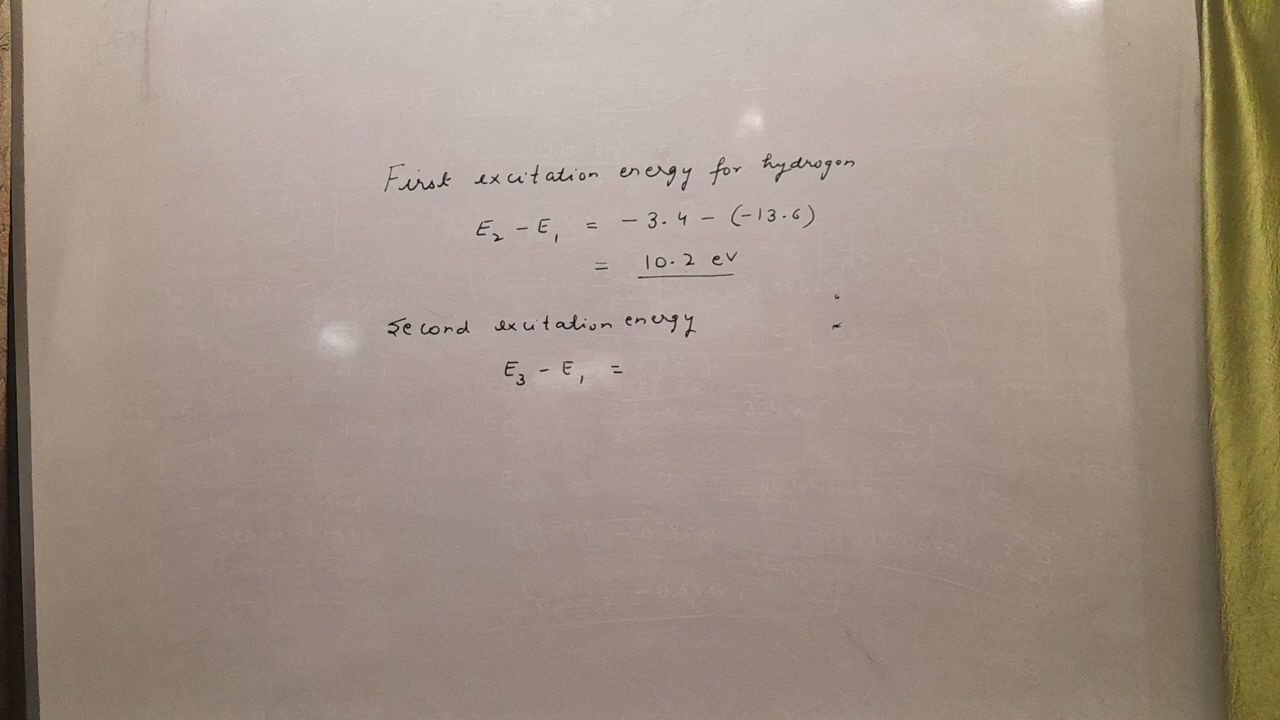 First excitation energy for hydrogen
E₂ - E₁ = - 3.4 - (-13.6)
= 10.2 eV
Second excitation energy
E₃ - E₁ =